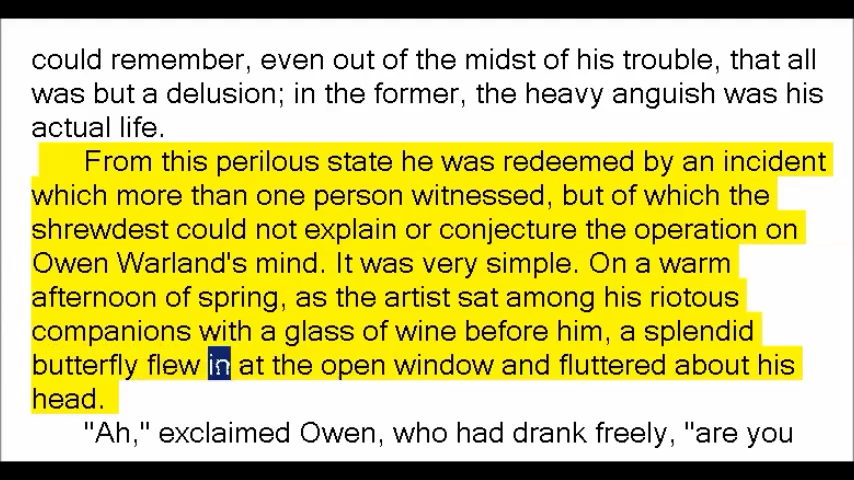 could remember, even out of the midst of his trouble, that all
was but a delusion; in the former, the heavy anguish was his
actual life.
From this perilous state he was redeemed by an incident
which more than one person witnessed, but of which the
shrewdest could not explain or conjecture the operation on
Owen Warland's mind. It was very simple. On a warm
afternoon of spring, as the artist sat among his riotous
companions with a glass of wine before him, a splendid
butterfly flew in at the open window and fluttered about his
head.
"Ah," exclaimed Owen, who had drank freely, "are you